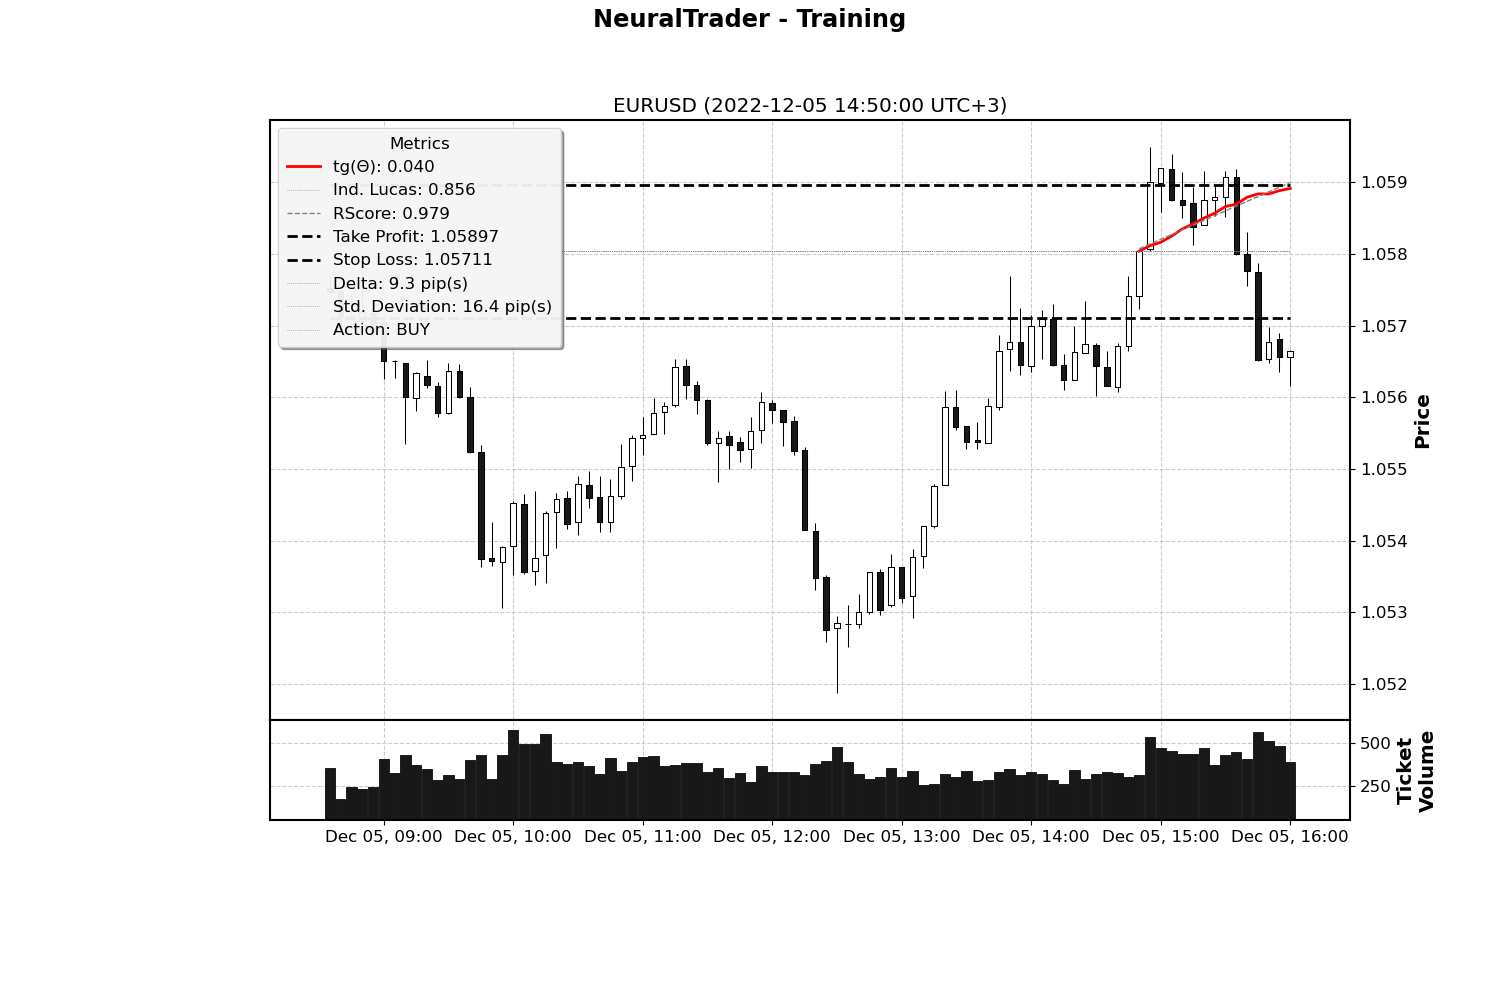 NeuralTrader - Training
EURUSD (2022-12-05 14:50:00 UTC+3)
Metrics
tg(Θ): 0.040
Ind. Lucas: 0.856
RScore: 0.979
Take Profit: 1.05897
Stop Loss: 1.05711
Delta: 9.3 pip(s)
Std. Deviation: 16.4 pip(s)
Action: BUY
1.059
1.058
1.057
1.056
1.055
1.054
1.053
1.052
Price
500
250
Ticket
Volume
Dec 05, 09:00 Dec 05, 10:00 Dec 05, 11:00 Dec 05, 12:00 Dec 05, 13:00 Dec 05, 14:00 Dec 05, 15:00 Dec 05, 16:00